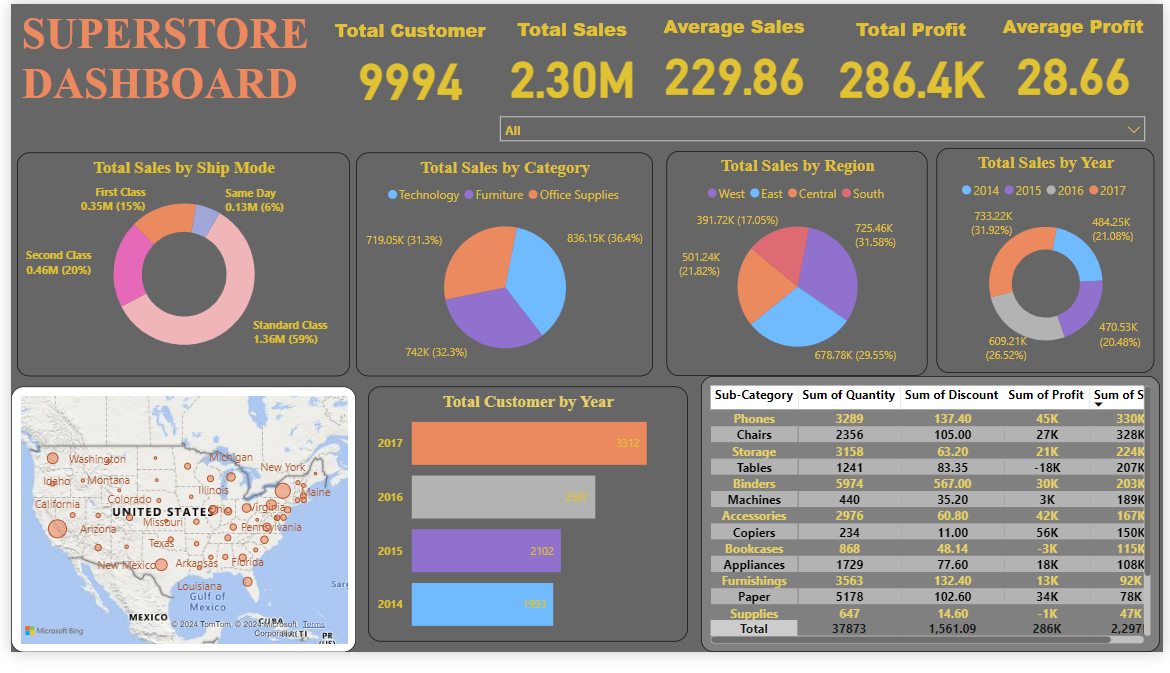 SUPERSTORE
DASHBOARD
Total Customer
9994
Total Sales
2.30M
Average Sales
229.86
Total Profit
286.4K
Average Profit
28.66
All
Total Sales by Ship Mode
First Class
0.35M (15%)
Same Day
0.13M (6%)
Second Class
0.46M (20%)
Standard Class
1.36M (59%)
Total Sales by Category
Technology Furniture Office Supplies
719.05K (31.3%)
836.15K (36.4%)
742K (32.3%)
Total Sales by Region
West East Central South
391.72K (17.05%)
725.46K
(31.58%)
501.24K
(21.82%)
678.78K (29.55%)
Total Sales by Year
2014 2015 2016 2017
733.22K
(31.92%)
484.25K
(21.08%)
470.53K
(20.48%)
609.21K
(26.52%)
Washington
Michigan
New York
Idaho
Montana
Illinois
Maine
California
Colorado
Ohio
Virginia
UNITED STATES
Arizona
Missouri
Pennsylvania
Texas
New Mexico
Arkansas
Florida
Louisiana
Gulf of
Mexico
Sar
MEXICO
CUBA
HAITI
PR
(US)
Microsoft Bing
© 2024 TomTom, © 2024 Microsoft Terms
Corporation
Total Customer by Year
2017 3312
2016
2015 2102
2014 1993
Sub-Category Sum of Quantity Sum of Discount Sum of Profit Sum of S
Phones 3289 137.40 45K 330K
Chairs 2356 105.00 27K 328K
Storage 3158 63.20 21K 224K
Tables 1241 83.35 -18K 207K
Binders 5974 567.00 30K 203K
Machines 440 35.20 3K 189K
Accessories 2976 60.80 42K 167K
Copiers 234 11.00 56K 150K
Bookcases 868 48.14 -3K 115K
Appliances 1729 77.60 18K 108K
Furnishings 3563 132.40 13K 92K
Paper 5178 102.60 34K 78K
Supplies 647 14.60 -1K 47K
Total 37873 1,561.09 286K 2,297